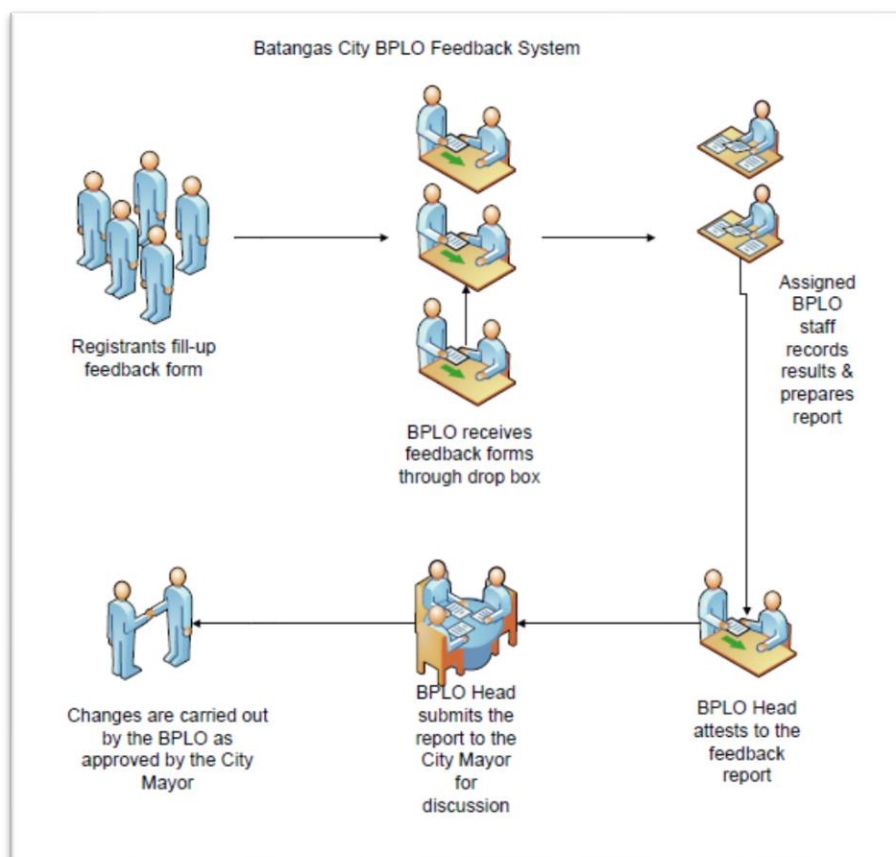 Batangas City BPLO Feedback System
Registrants fill-up
feedback form
BPLO receives
feedback forms
through drop box
Assigned
BPLO
staff
records
results &
prepares
report
BPLO Head
attests to the
feedback
report
BPLO Head
submits the
report to the
City Mayor
for
discussion
Changes are carried out
by the BPLO as
approved by the City
Mayor